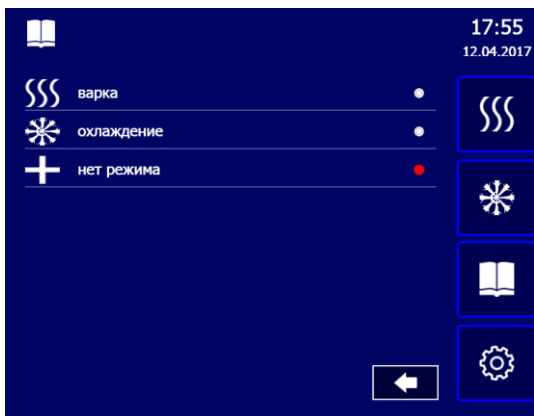 17:55
12.04.2017
варка
охлаждение
нет режима